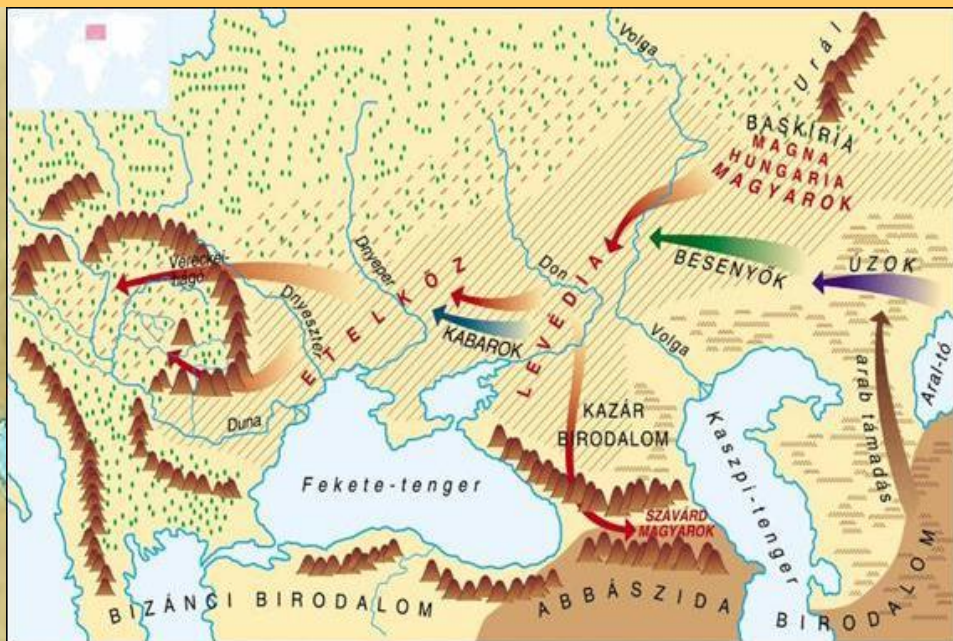 Volga
Urál
BASKÍRIA
MAGNA
HUNGARIA
MAGYAROK
Vereckei-
hágó
Dnyeper
Dnyeszter
ETELKÖZ
Don
LEVÉDIA
BESENYŐK
ÚZOK
KABAROK
Volga
arab támadás
Aral-tó
Duna
KAZÁR
BIRODALOM
Kaszpi-tenger
Fekete-tenger
SZAVÁRD
MAGYAROK
BIZÁNCI BIRODALOM
ABBÁSZIDA
BIRODALOM